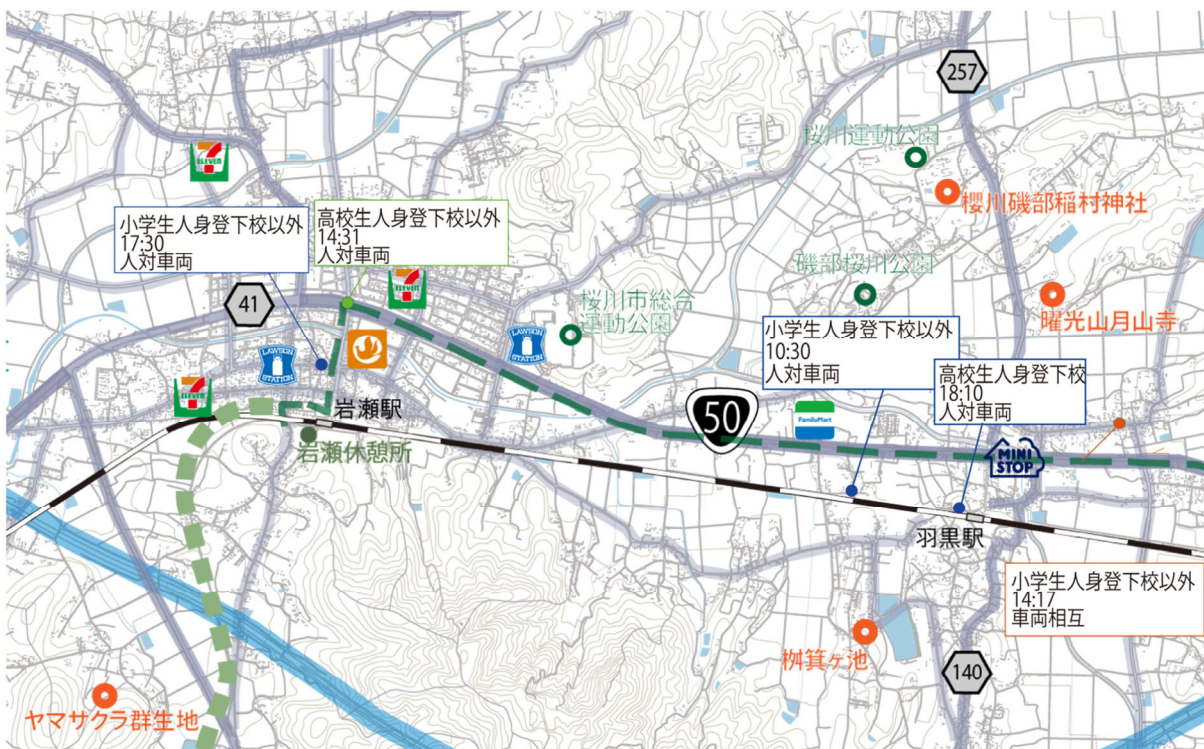 257
桜川運動公園
櫻川磯部稲村神社
ELEVEN
小学生人身登下校以外
17:30
人対車両
高校生人身登下校以外
14:31
人対車両
磯部桜川公園
41
ELEVEN
桜川市総合
運動公園
曜光山月山寺
LAWSON
STATION
LAWSON
STATION
小学生人身登下校以外
10:30
人対車両
高校生人身登下校
18:10
人対車両
ELEVEN
岩瀬駅
岩瀬休憩所
50
FamilyMart
MINI
STOP
羽黒駅
小学生人身登下校以外
14:17
車両相互
桝箕ヶ池
140
ヤマザクラ群生地